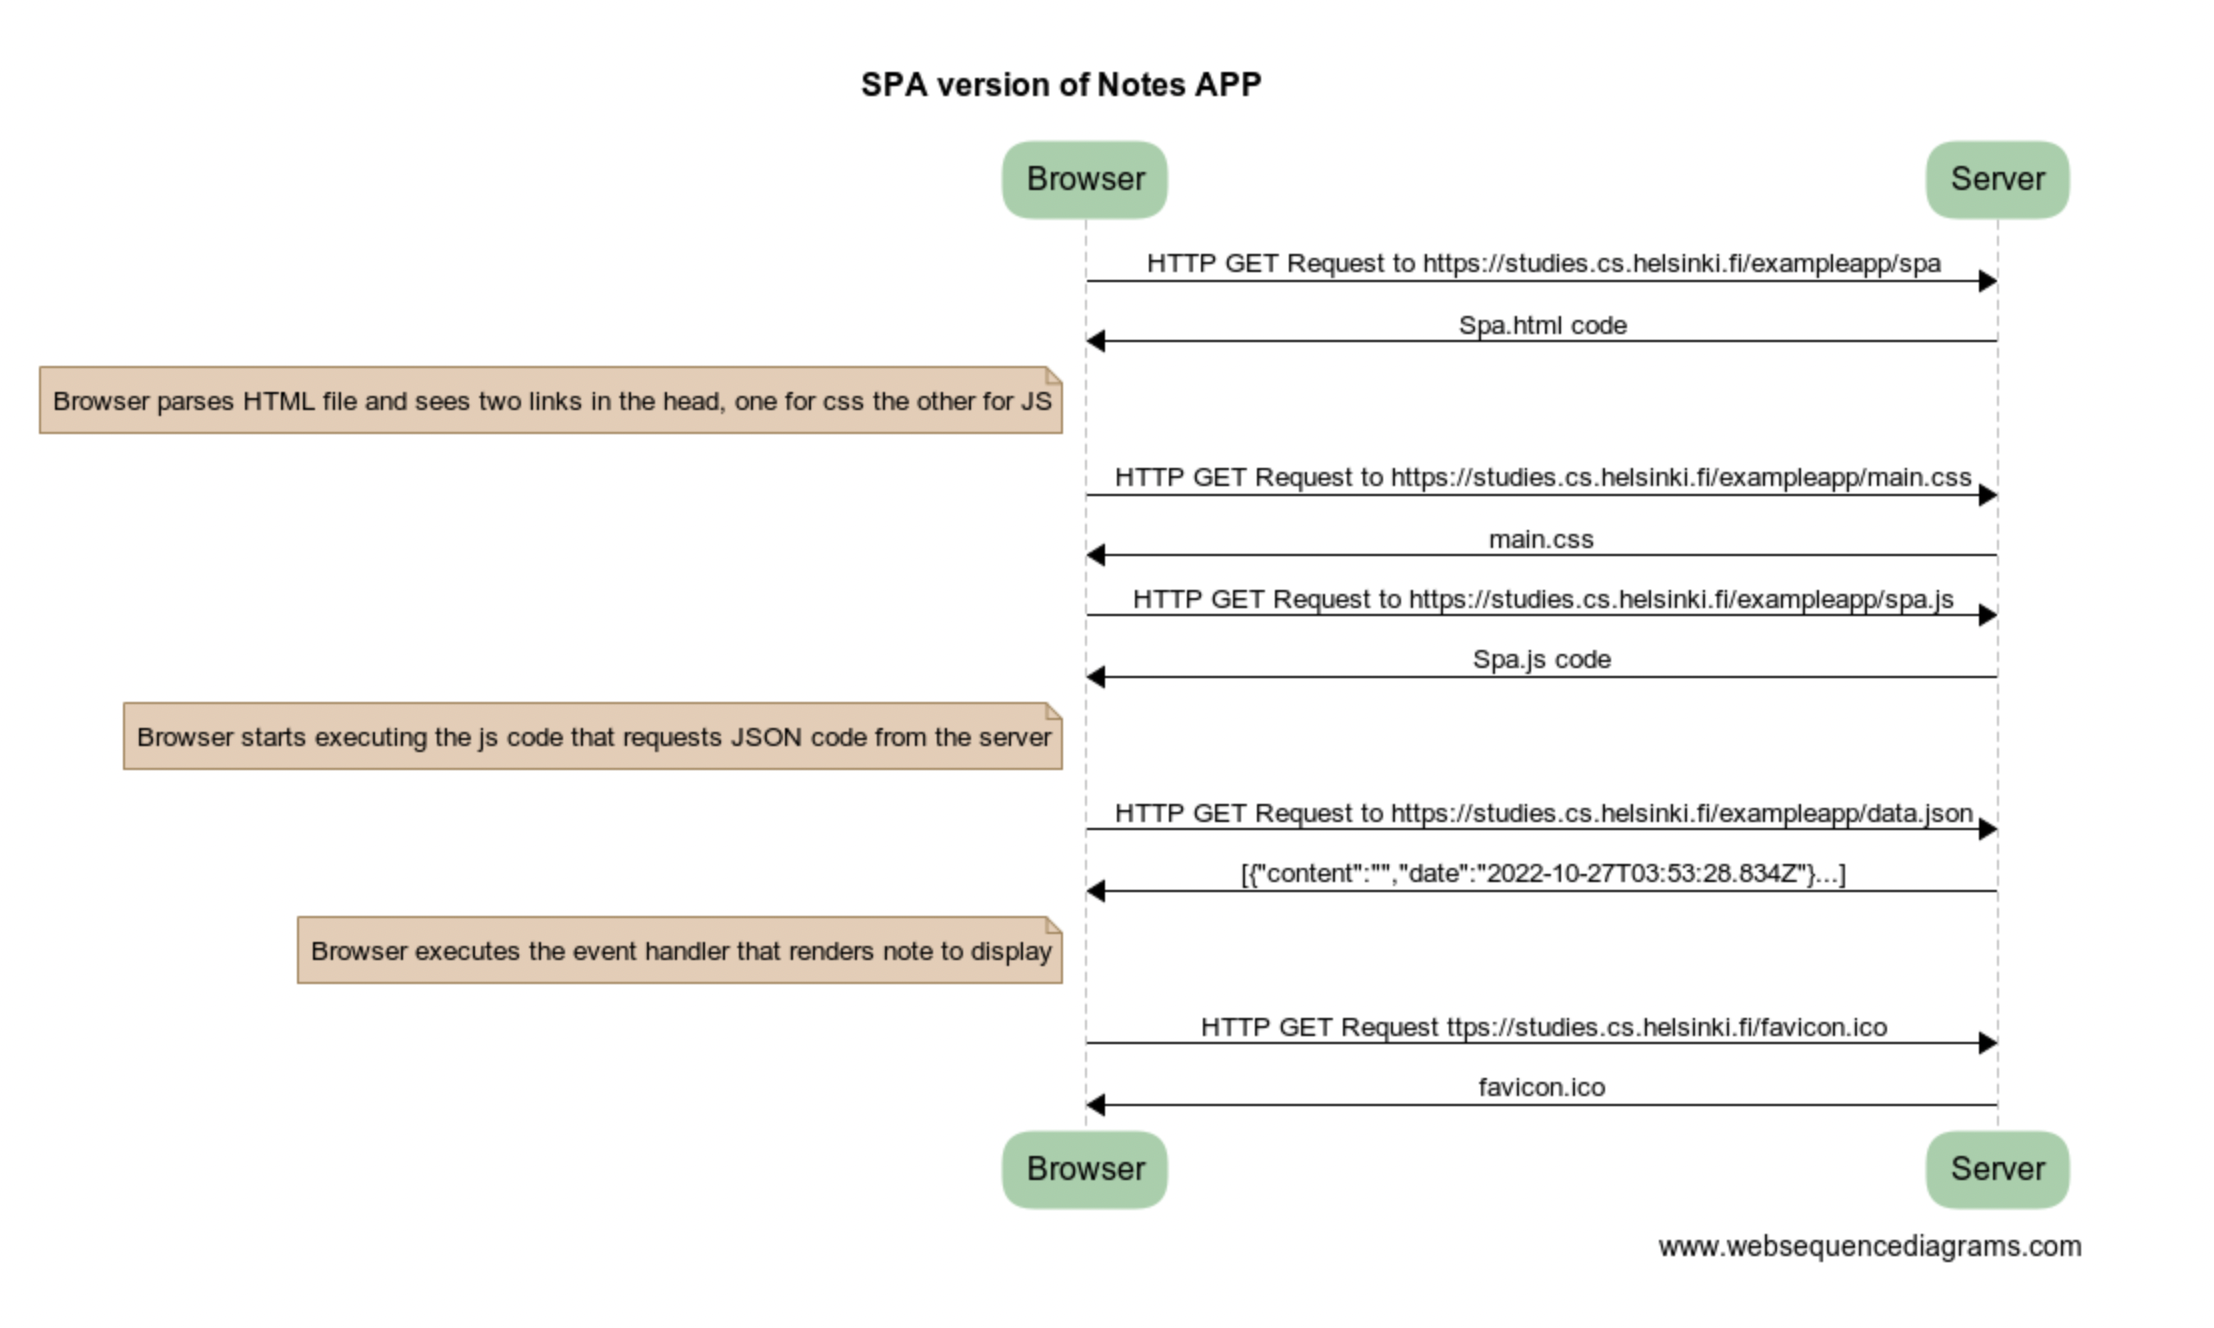 SPA version of Notes APP
Browser
Server
HTTP GET Request to https://studies.cs.helsinki.fi/exampleapp/spa
Spa.html code
Browser parses HTML file and sees two links in the head, one for css the other for JS
HTTP GET Request to https://studies.cs.helsinki.fi/exampleapp/main.css
main.css
HTTP GET Request to https://studies.cs.helsinki.fi/exampleapp/spa.js
Spa.js code
Browser starts executing the js code that requests JSON code from the server
HTTP GET Request to https://studies.cs.helsinki.fi/exampleapp/data.json
[{"content":"","date":"2022-10-27T03:53:28.834Z"}...]
Browser executes the event handler that renders note to display
HTTP GET Request ttps://studies.cs.helsinki.fi/favicon.ico
favicon.ico
Browser
Server
www.websequencediagrams.com